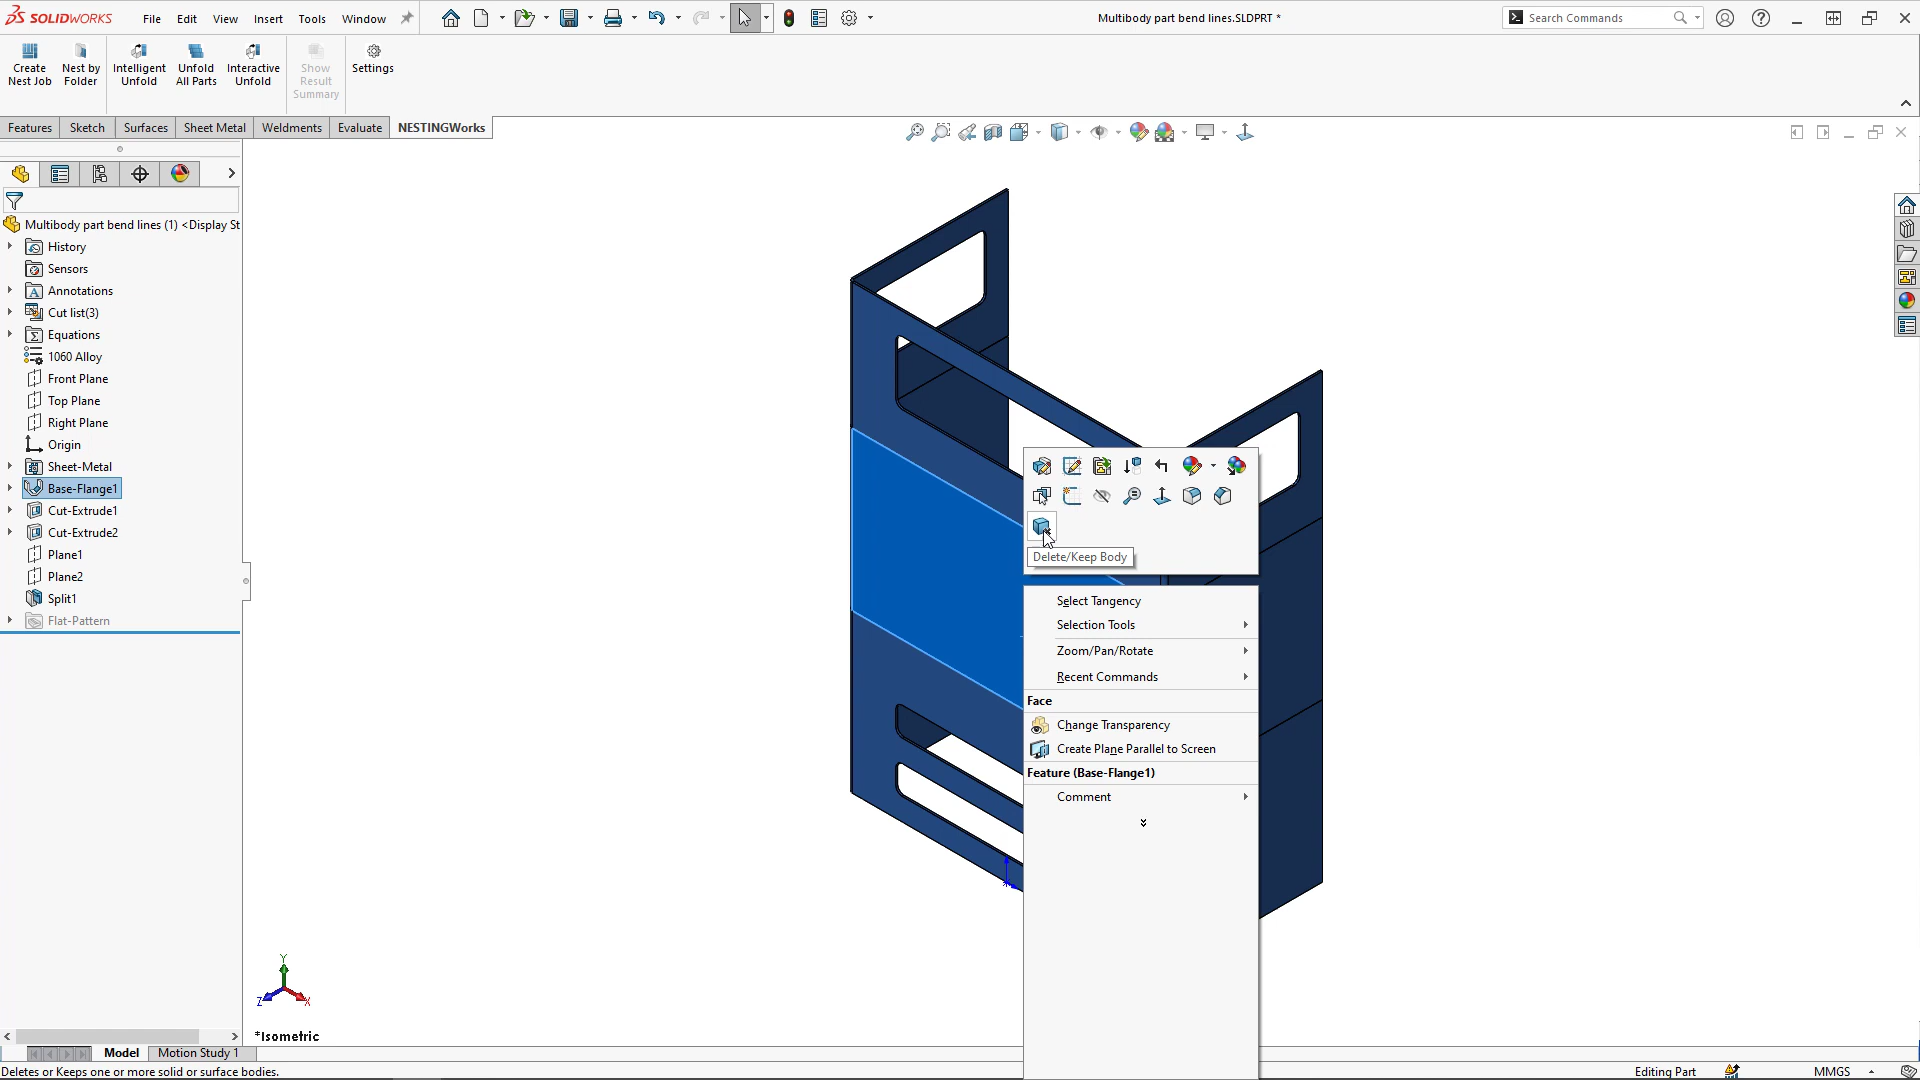 SOLIDWORKS
File Edit View Insert Tools Window
Multibody part bend lines.SLDPRT *
Search Commands
Create Nest Job
Nest by Folder
Intelligent Unfold
Unfold All Parts
Interactive Unfold
Show Result Summary
Settings
Features Sketch Surfaces Sheet Metal Weldments Evaluate NESTINGWorks
Multibody part bend lines (1) <Display St
History
Sensors
Annotations
Cut list(3)
Equations
1060 Alloy
Front Plane
Top Plane
Right Plane
Origin
Sheet-Metal
Base-Flange1
Cut-Extrude1
Cut-Extrude2
Plane1
Plane2
Split1
Flat-Pattern
Delete/Keep Body
Select Tangency
Selection Tools
Zoom/Pan/Rotate
Recent Commands
Face
Change Transparency
Create Plane Parallel to Screen
Feature (Base-Flange1)
Comment
Y
Z X
*Isometric
Model Motion Study 1
Deletes or Keeps one or more solid or surface bodies.
Editing Part
MMGS